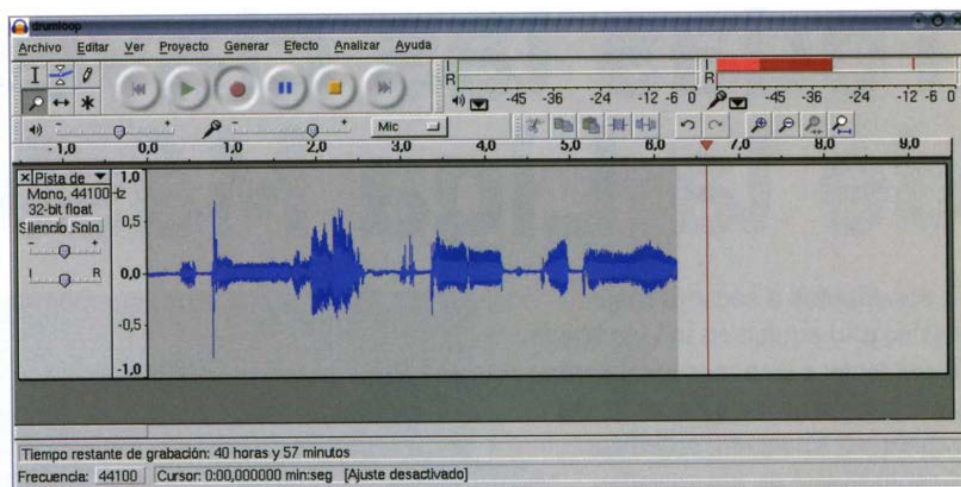 drumloop
Archivo Editar Ver Proyecto Generar Efecto Analizar Ayuda
I
R
-45 -36 -24 -12 -6 0
I
R
-45 -36 -24 -12 -6 0
- + - + Mic
- 1,0 0,0 1,0 2,0 3,0 4,0 5,0 6,0 7,0 8,0 9,0
× Pista de
Mono, 44100Hz
32-bit float
Silencio Solo
- +
I R
1,0
0,5
0,0
-0,5
-1,0
Tiempo restante de grabación: 40 horas y 57 minutos
Frecuencia: 44100 Cursor: 0:00,000000 min:seg [Ajuste desactivado]